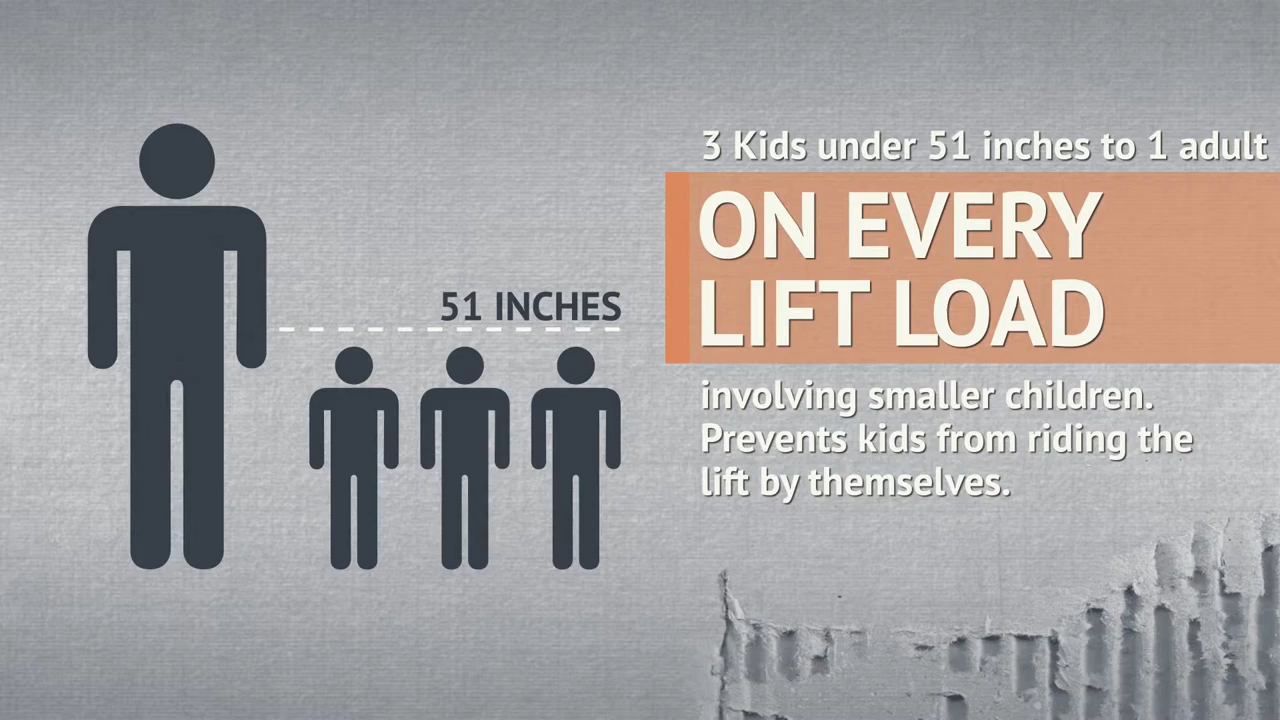 51 INCHES
3 Kids under 51 inches to 1 adult
ON EVERY
LIFT LOAD
involving smaller children.
Prevents kids from riding the
lift by themselves.